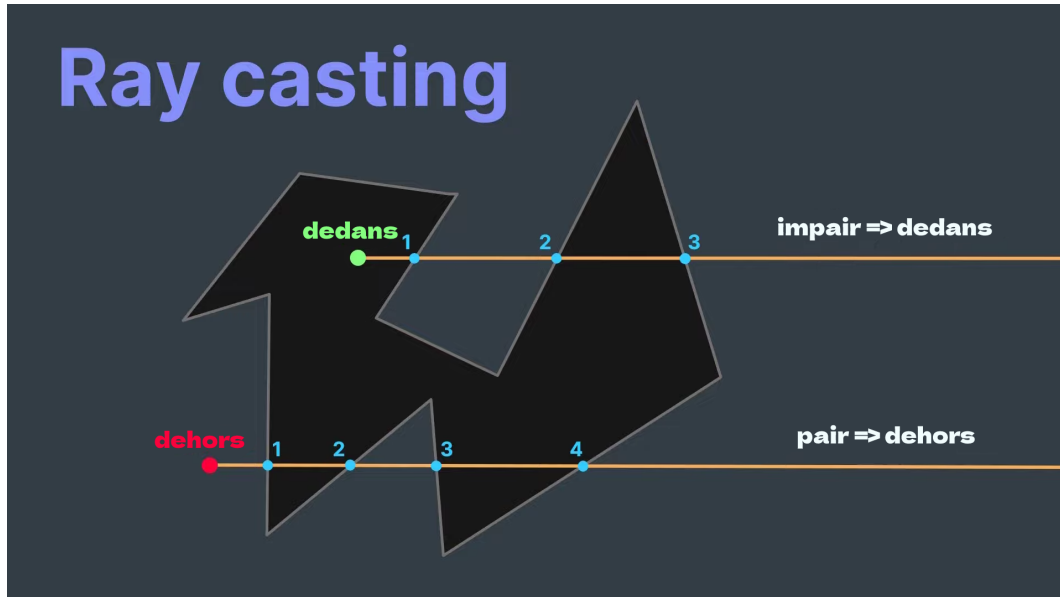 Ray casting
dedans
1
2
3
impair => dedans
dehors
1
2
3
4
pair => dehors